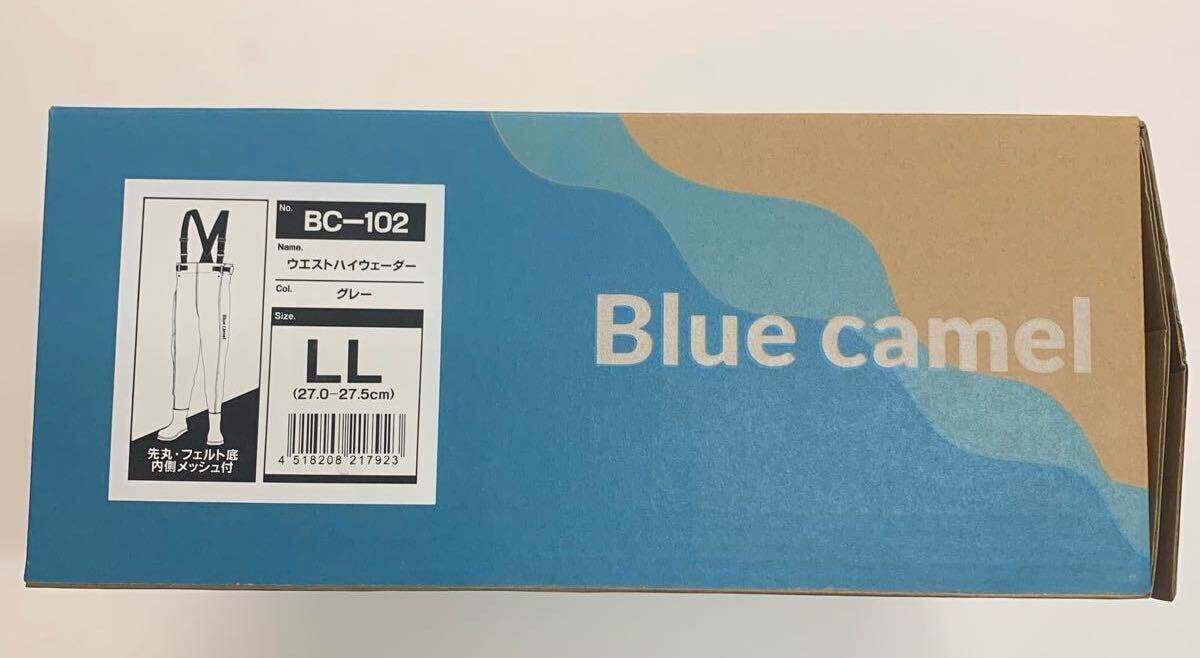 No. BC-102
Name.
ウエストハイウェーダー
Col. グレー
Size.
LL
(27.0-27.5cm)
4 518208 217923
Blue camel
先丸・フェルト底
内側メッシュ付
Blue camel